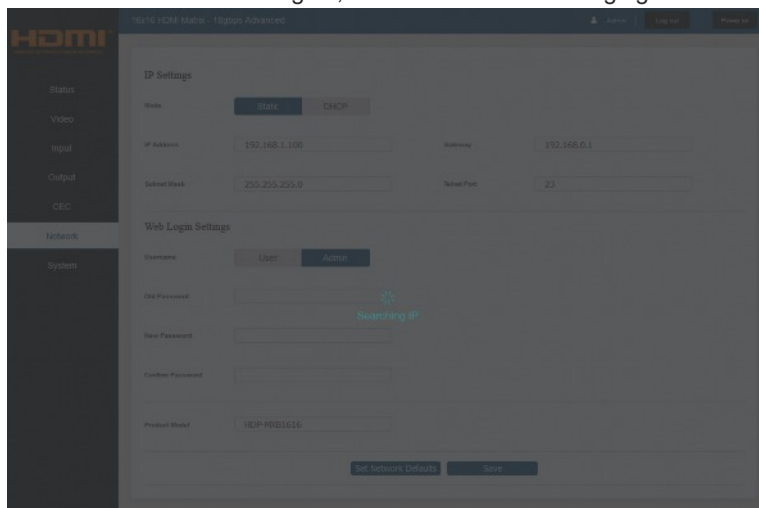 16x16 HDMI Matrix - 18gbps Advanced
Admin
Log out
Power on
HDMI
Status
Video
Input
Output
CEC
Network
System
IP Settings
Mode
Static DHCP
IP Address 192.168.1.100 Gateway 192.168.0.1
Subnet Mask 255.255.255.0 Telnet Port 23
Web Login Settings
Username User Admin
Old Password
Searching IP
New Password
Confirm Password
Product Model HDP-MXB1616
Set Network Defaults Save